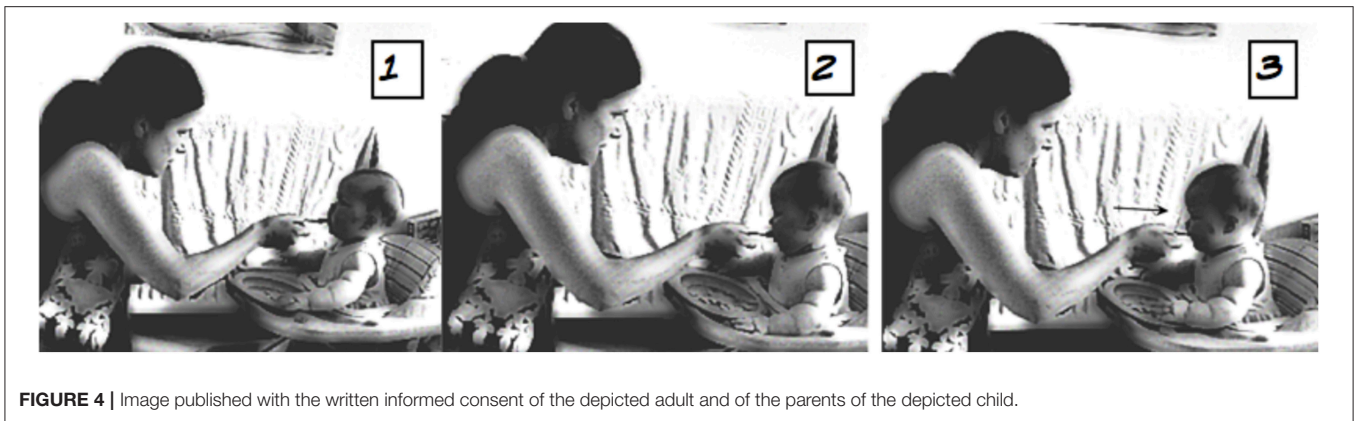 1
2
3
FIGURE 4 | Image published with the written informed consent of the depicted adult and of the parents of the depicted child.